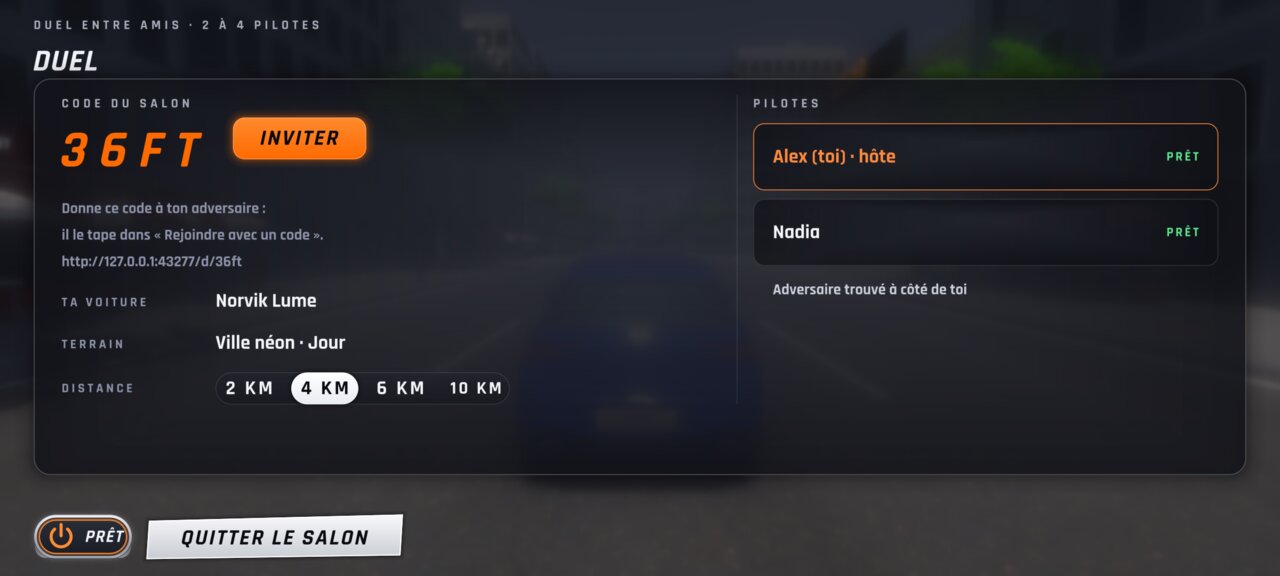 DUEL ENTRE AMIS · 2 À 4 PILOTES
DUEL
CODE DU SALON
36FT
INVITER
Donne ce code à ton adversaire :
il le tape dans « Rejoindre avec un code ».
http://127.0.0.1:43277/d/36ft
TA VOITURE Norvik Lume
TERRAIN Ville néon · Jour
DISTANCE 2 KM 4 KM 6 KM 10 KM
PILOTES
Alex (toi) · hôte PRÊT
Nadia PRÊT
Adversaire trouvé à côté de toi
PRÊT
QUITTER LE SALON